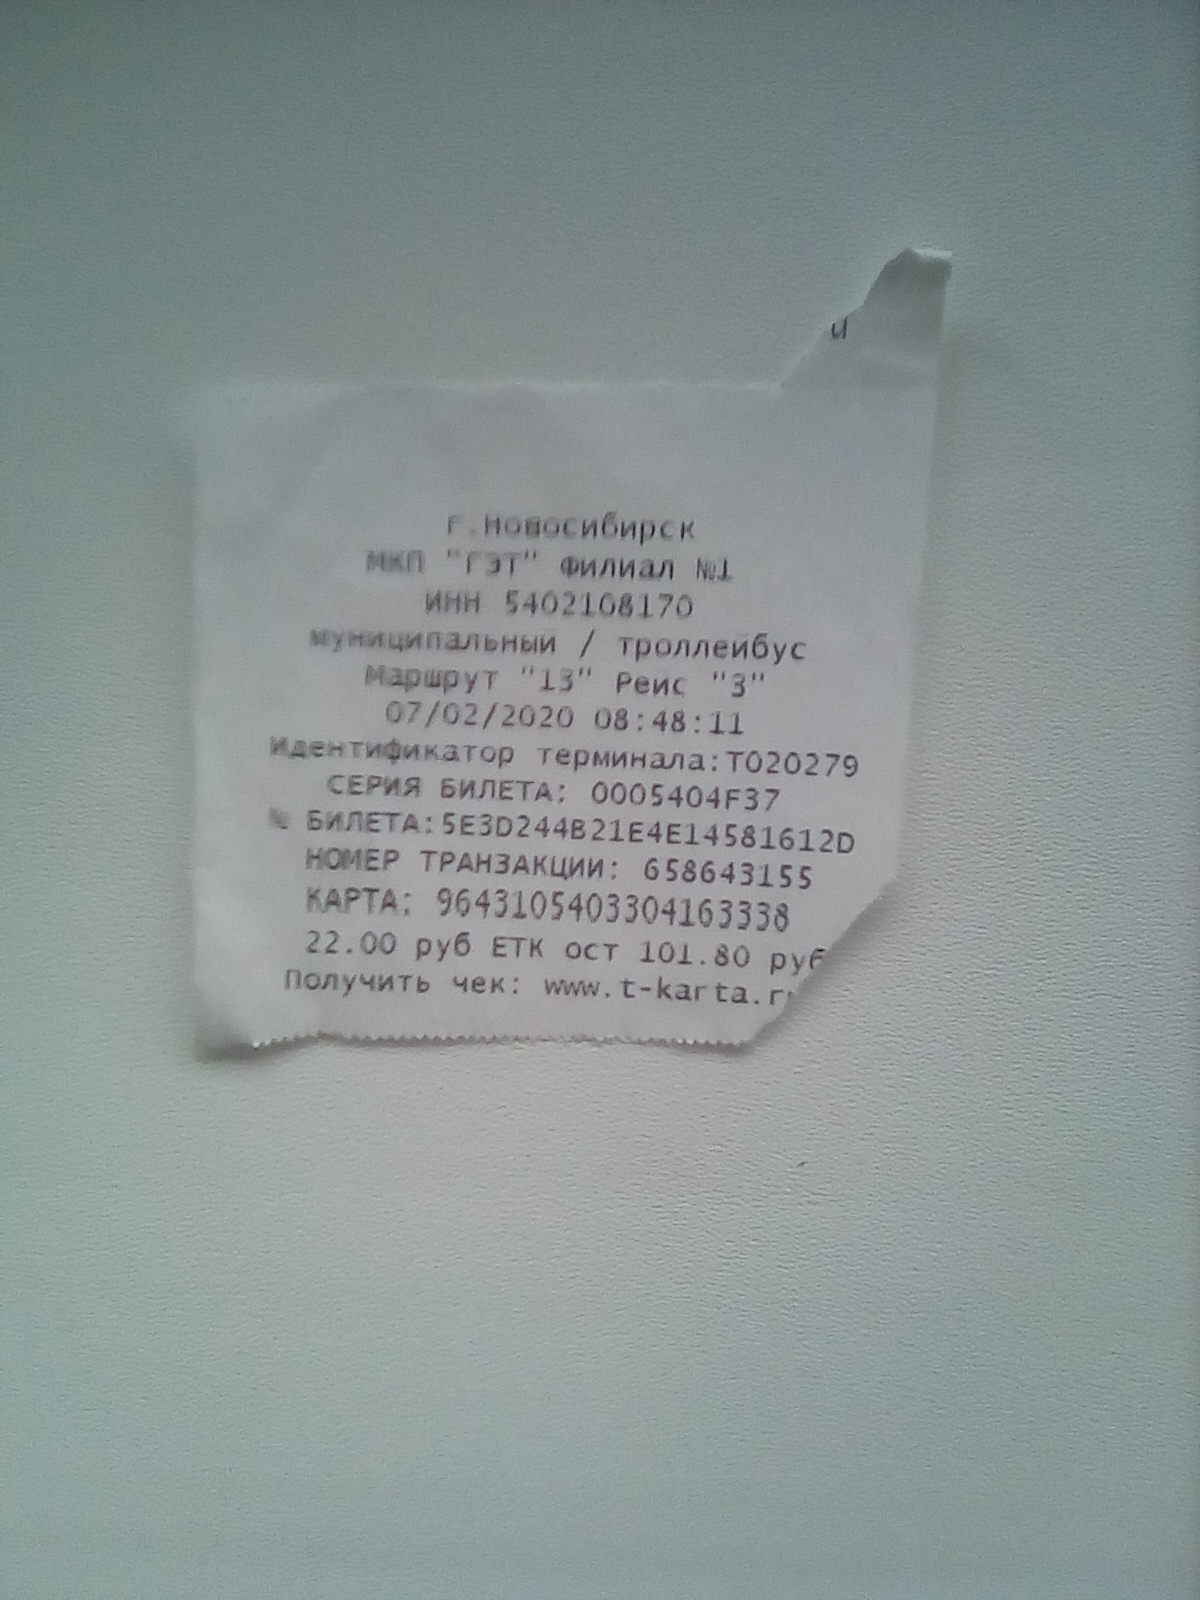 и
г.Новосибирск
МКП "ГЭТ" Филиал №1
ИНН 5402108170
муниципальный / троллейбус
Маршрут "13" Рейс "3"
07/02/2020 08:48:11
Идентификатор терминала:T020279
СЕРИЯ БИЛЕТА: 0005404F37
№ БИЛЕТА:5E3D244B21E4E14581612D
НОМЕР ТРАНЗАКЦИИ: 658643155
КАРТА: 9643105403304163338
22.00 руб ЕТК ост 101.80 руб
Получить чек: www.t-karta.ru